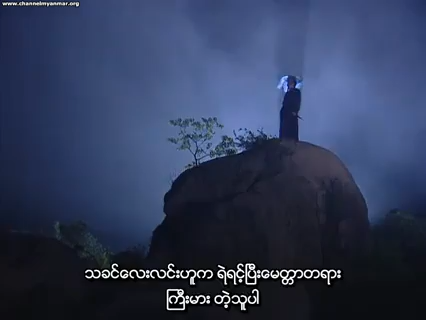 www.channelmyanmar.org
သခင်လေးလင်းဟူက ရဲရင့်ပြီးမေတ္တာတရား
ကြီးမား တဲ့သူပါ